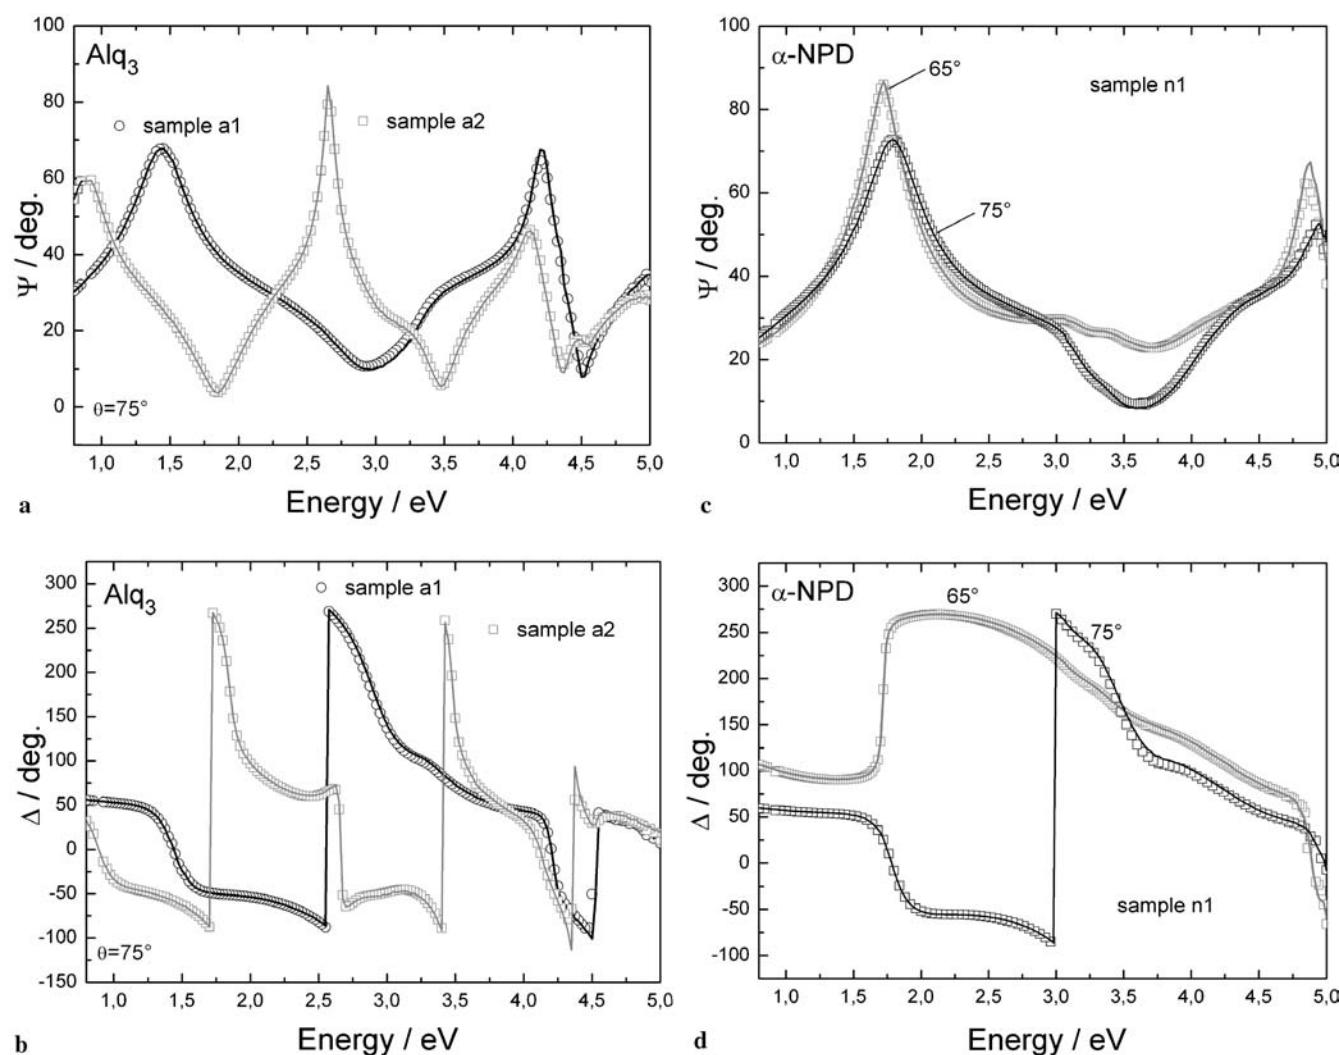 100
80
60
40
20
0
Ψ / deg.
Alq3
sample a1
sample a2
θ=75°
1,0 1,5 2,0 2,5 3,0 3,5 4,0 4,5 5,0
Energy / eV
a
100
80
60
40
20
0
Ψ / deg.
α-NPD
65°
sample n1
75°
1,0 1,5 2,0 2,5 3,0 3,5 4,0 4,5 5,0
Energy / eV
c
300
250
200
150
100
50
0
-50
-100
-150
Δ / deg.
Alq3
sample a1
sample a2
θ=75°
1,0 1,5 2,0 2,5 3,0 3,5 4,0 4,5 5,0
Energy / eV
b
300
250
200
150
100
50
0
-50
-100
Δ / deg.
α-NPD
65°
75°
sample n1
1,0 1,5 2,0 2,5 3,0 3,5 4,0 4,5 5,0
Energy / eV
d